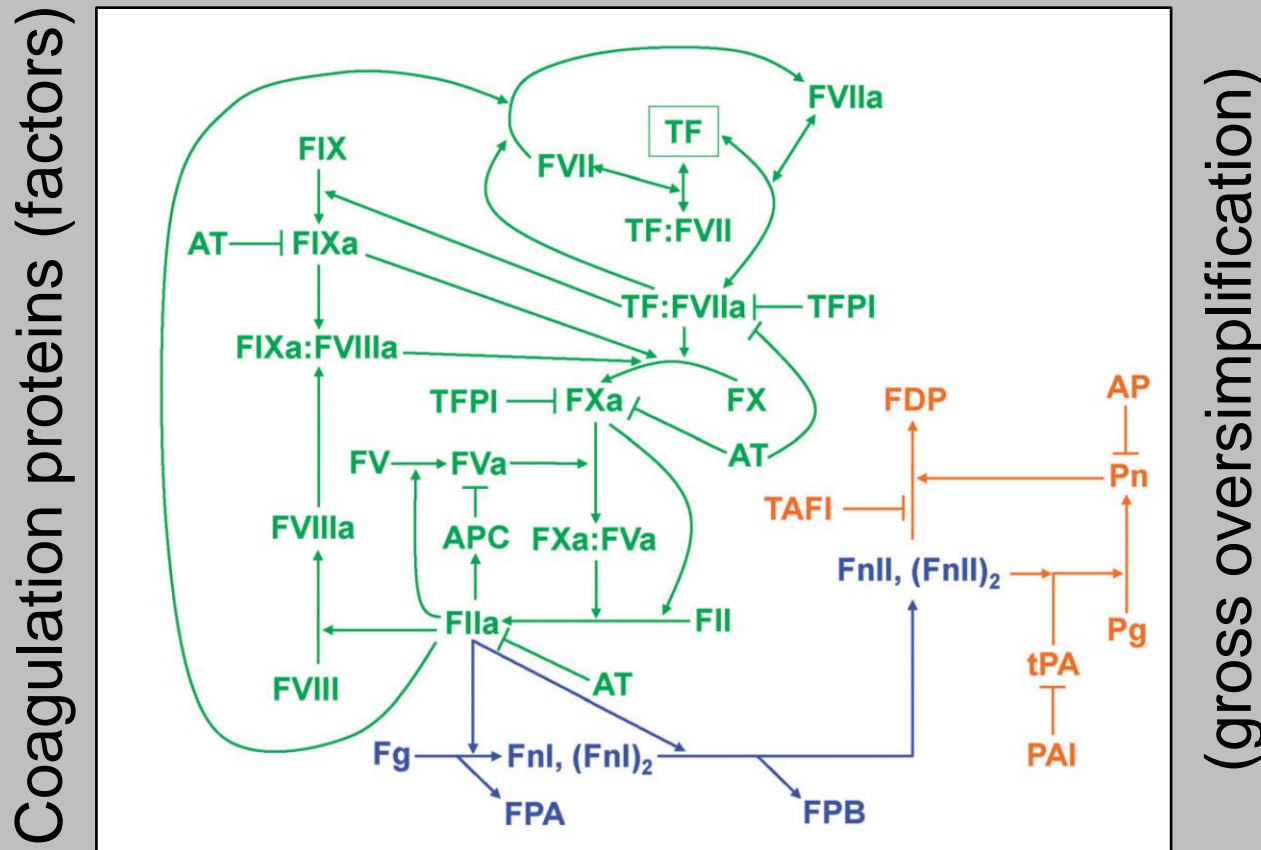 Coagulation proteins (factors)
FVIIa
TF
FIX
FVII
TF:FVII
AT
FIXa
TF:FVIIa
TFPI
FIXa:FVIIIa
TFPI
FXa
FX
FDP
AP
FV
FVa
AT
Pn
TAFI
FVIIIa
APC
FXa:FVa
FnII, (FnII)2
FIIa
FII
Pg
tPA
FVIII
AT
Fg
FnI, (FnI)2
PAI
FPA
FPB
(gross oversimplification)